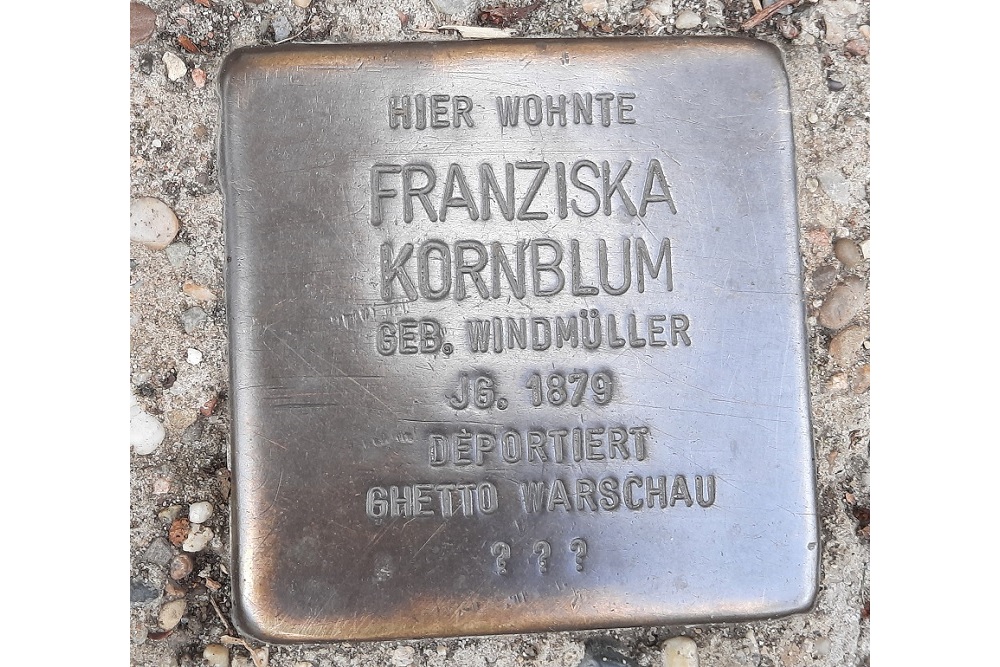 HIER WOHNTE
FRANZISKA
KORNBLUM
GEB. WINDMÜLLER
JG. 1879
DEPORTIERT
GHETTO WARSCHAU
? ? ?